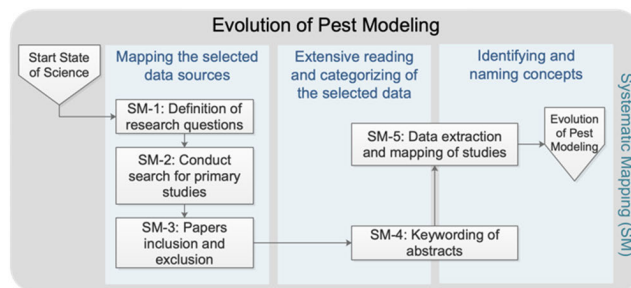 Evolution of Pest Modeling
Start State
of Science
Mapping the selected
data sources
Extensive reading
and categorizing of
the selected data
Identifying and
naming concepts
SM-1: Definition of
research questions
SM-2: Conduct
search for primary
studies
SM-3: Papers
inclusion and
exclusion
SM-4: Keywording of
abstracts
SM-5: Data extraction
and mapping of studies
Evolution
of Pest
Modeling
Systematic Mapping (SM)